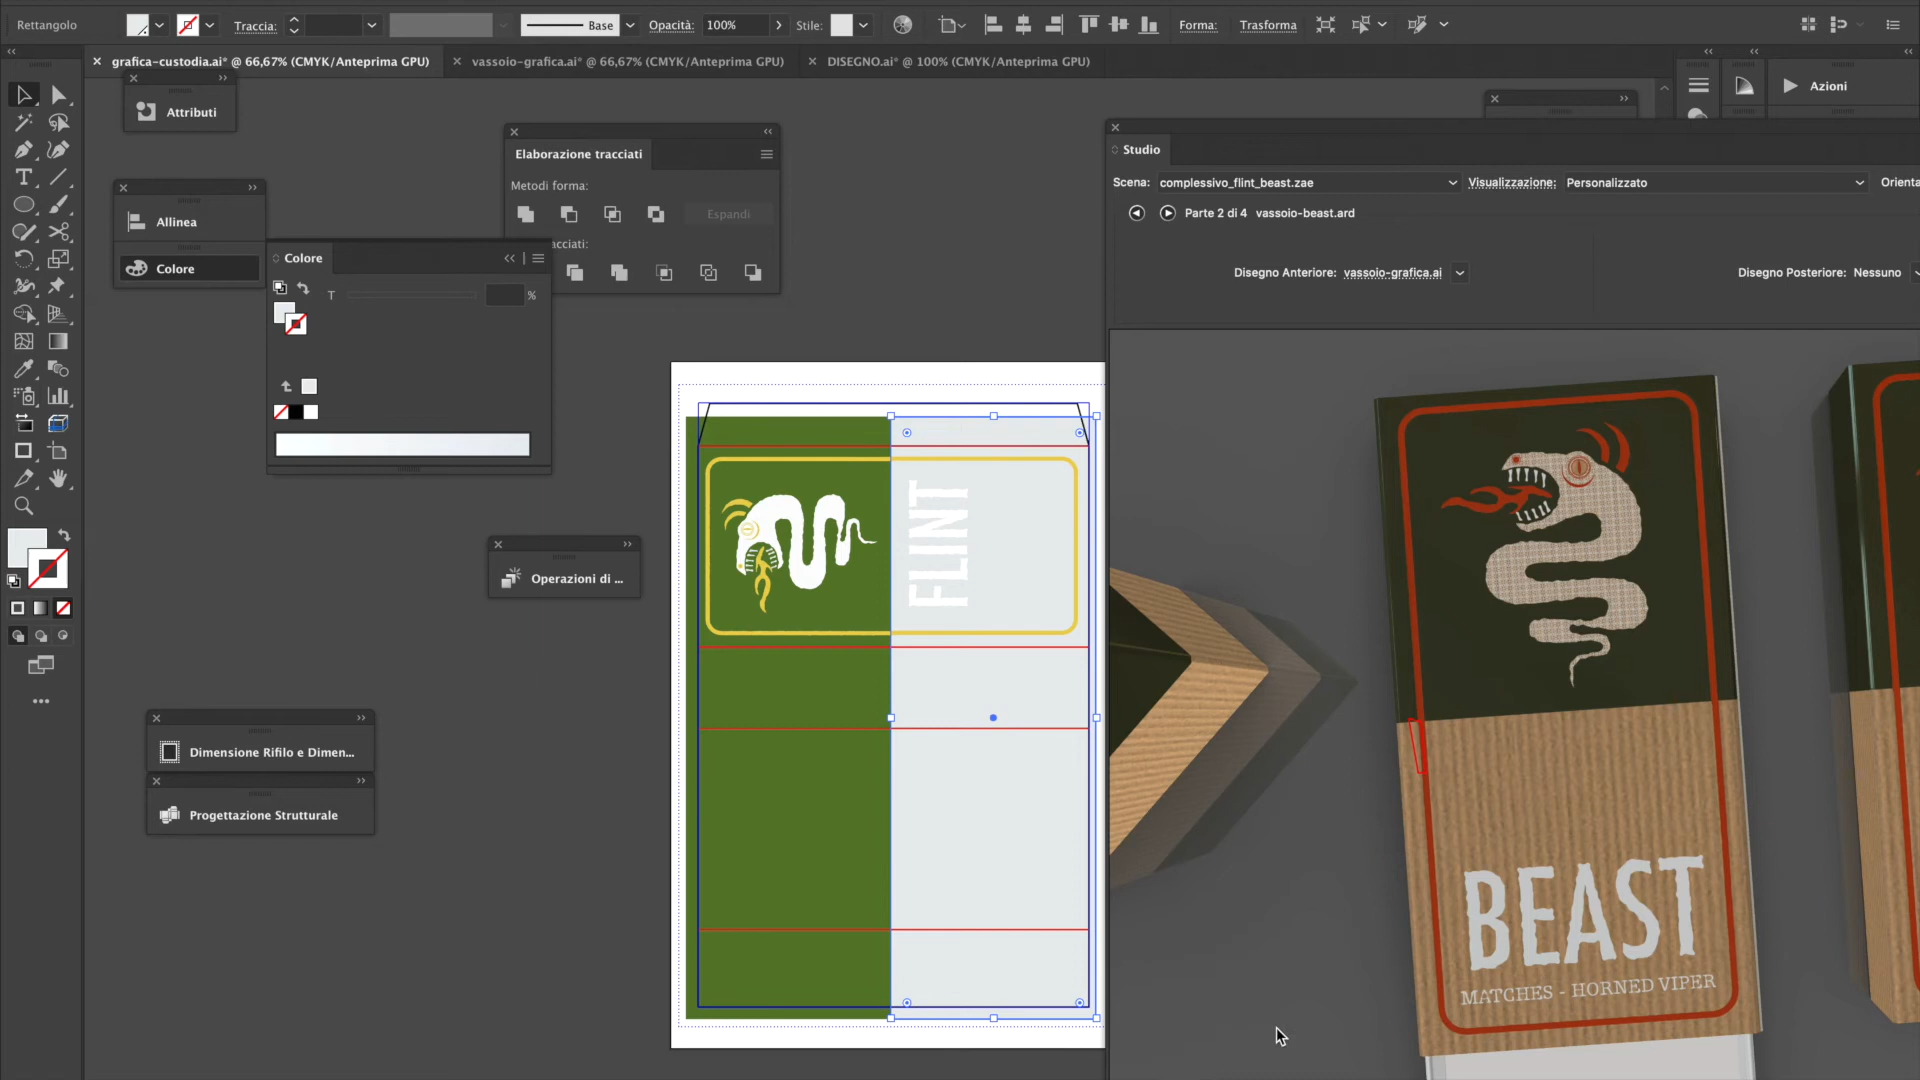 Rettangolo
Traccia:
Base
Opacità:
100%
Stile:
Forma:
Trasforma
grafica-custodia.ai* @ 66,67% (CMYK/Anteprima GPU)
vassoio-grafica.ai* @ 66,67% (CMYK/Anteprima GPU)
DISEGNO.ai* @ 100% (CMYK/Anteprima GPU)
Azioni
Attributi
Elaborazione tracciati
Metodi forma:
Espandi
acciati:
Studio
Scena:
complessivo_flint_beast.zae
Visualizzazione:
Personalizzato
Orienta
Parte 2 di 4 vassoio-beast.ard
Disegno Anteriore: vassoio-grafica.ai
Disegno Posteriore: Nessuno
Allinea
Colore
Colore
T
%
FLINT
Operazioni di ...
Dimensione Rifilo e Dimen...
Progettazione Strutturale
BEAST
MATCHES - HORNED VIPER